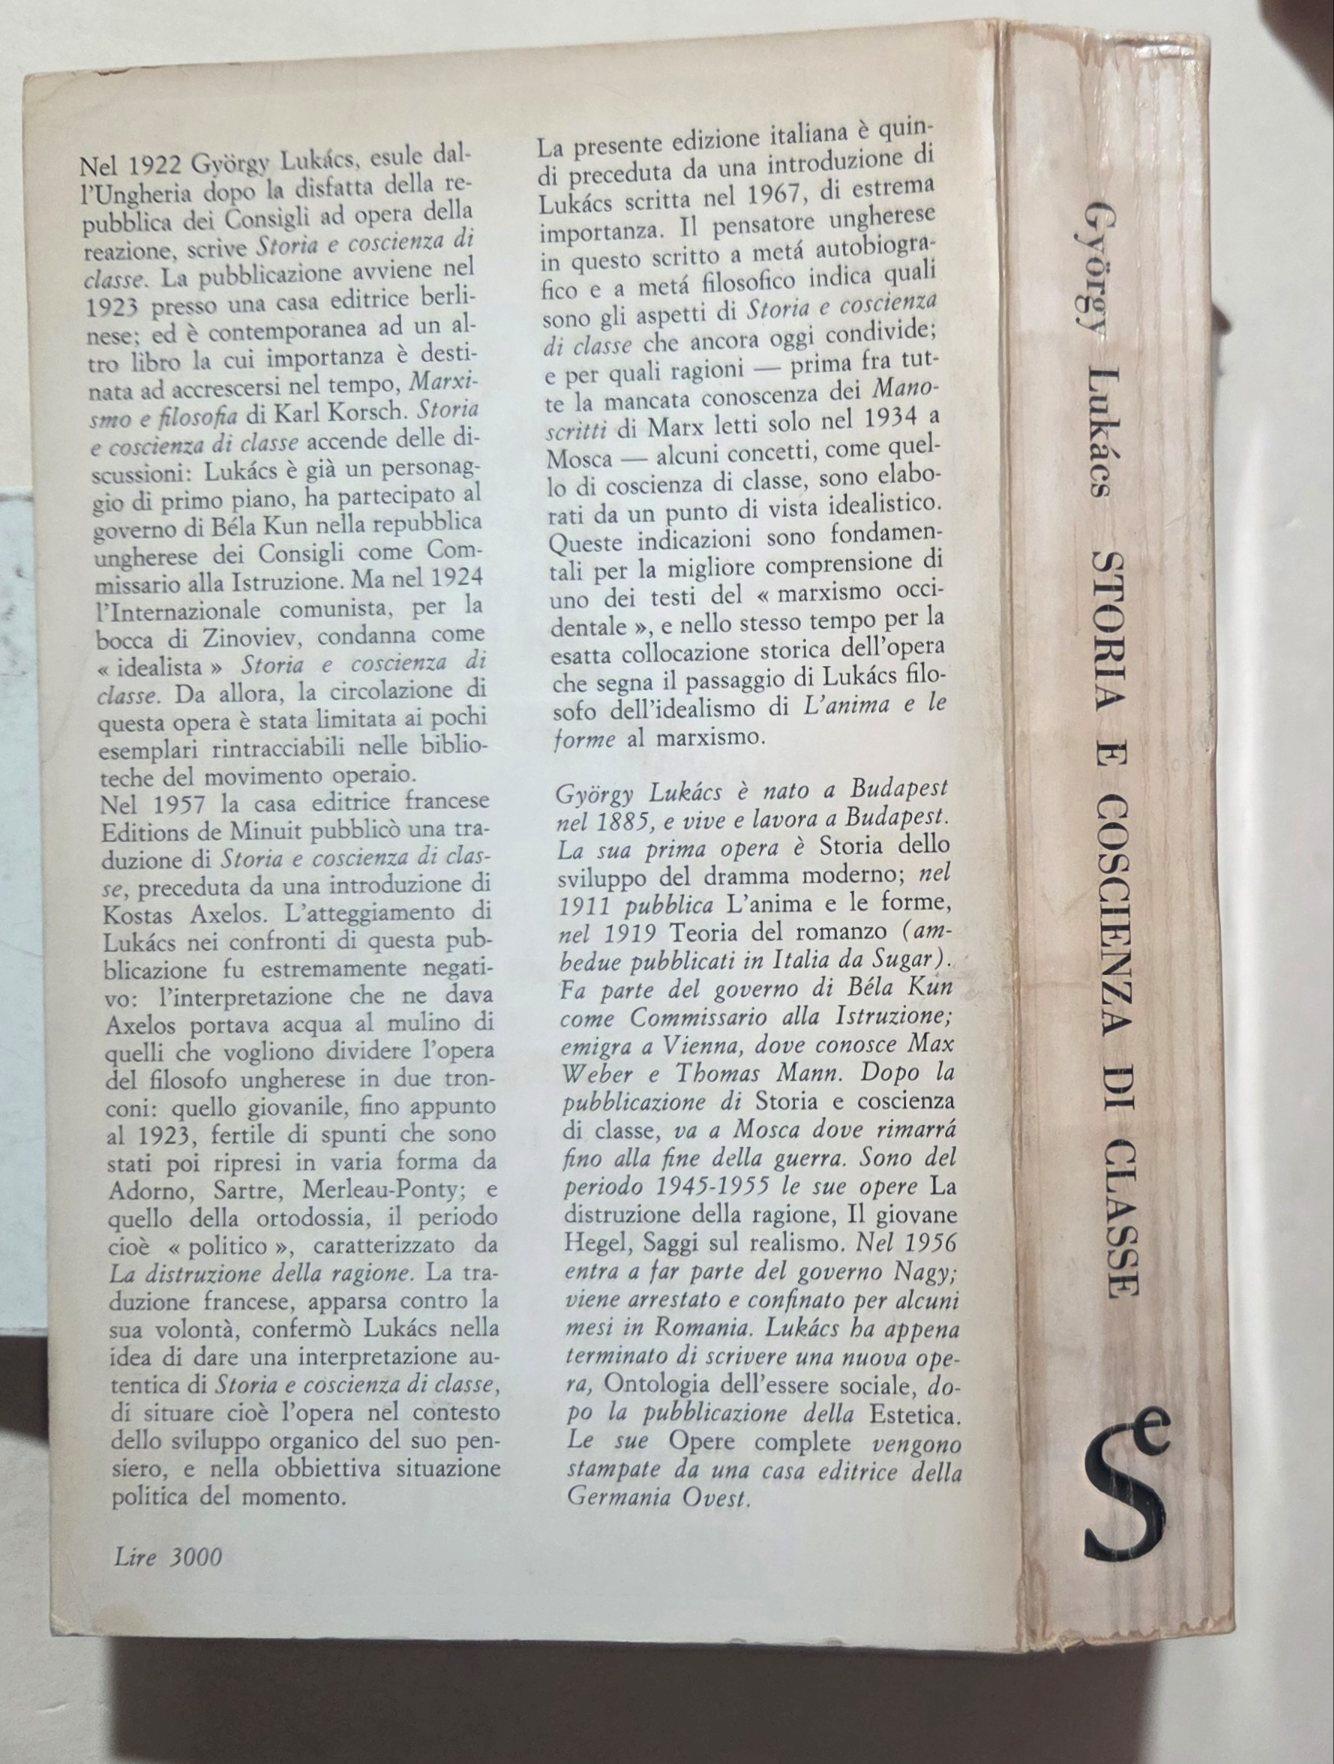 Nel 1922 György Lukács, esule dal-
l'Ungheria dopo la disfatta della re-
pubblica dei Consigli ad opera della
reazione, scrive Storia e coscienza di
classe. La pubblicazione avviene nel
1923 presso una casa editrice berli-
nese; ed è contemporanea ad un al-
tro libro la cui importanza è desti-
nata ad accrescersi nel tempo, Marxi-
smo e filosofia di Karl Korsch. Storia
e coscienza di classe accende delle di-
scussioni: Lukács è già un personag-
gio di primo piano, ha partecipato al
governo di Béla Kun nella repubblica
ungherese dei Consigli come Com-
missario alla Istruzione. Ma nel 1924
l'Internazionale comunista, per la
bocca di Zinoviev, condanna come
« idealista » Storia e coscienza di
classe. Da allora, la circolazione di
questa opera è stata limitata ai pochi
esemplari rintracciabili nelle biblio-
teche del movimento operaio.
Nel 1957 la casa editrice francese
Editions de Minuit pubblicò una tra-
duzione di Storia e coscienza di clas-
se, preceduta da una introduzione di
Kostas Axelos. L'atteggiamento di
Lukács nei confronti di questa pub-
blicazione fu estremamente negati-
vo: l'interpretazione che ne dava
Axelos portava acqua al mulino di
quelli che vogliono dividere l'opera
del filosofo ungherese in due tron-
coni: quello giovanile, fino appunto
al 1923, fertile di spunti che sono
stati poi ripresi in varia forma da
Adorno, Sartre, Merleau-Ponty; e
quello della ortodossia, il periodo
cioè « politico », caratterizzato da
La distruzione della ragione. La tra-
duzione francese, apparsa contro la
sua volontà, confermò Lukács nella
idea di dare una interpretazione au-
tentica di Storia e coscienza di classe,
di situare cioè l'opera nel contesto
dello sviluppo organico del suo pen-
siero, e nella obbiettiva situazione
politica del momento.
Lire 3000
La presente edizione italiana è quin-
di preceduta da una introduzione di
Lukács scritta nel 1967, di estrema
importanza. Il pensatore ungherese
in questo scritto a metá autobiogra-
fico e a metá filosofico indica quali
sono gli aspetti di Storia e coscienza
di classe che ancora oggi condivide;
e per quali ragioni — prima fra tut-
te la mancata conoscenza dei Mano-
scritti di Marx letti solo nel 1934 a
Mosca — alcuni concetti, come quel-
lo di coscienza di classe, sono elabo-
rati da un punto di vista idealistico.
Queste indicazioni sono fondamen-
tali per la migliore comprensione di
uno dei testi del « marxismo occi-
dentale », e nello stesso tempo per la
esatta collocazione storica dell'opera
che segna il passaggio di Lukács filo-
sofo dell'idealismo di L'anima e le
forme al marxismo.
György Lukács è nato a Budapest
nel 1885, e vive e lavora a Budapest.
La sua prima opera è Storia dello
sviluppo del dramma moderno; nel
1911 pubblica L'anima e le forme,
nel 1919 Teoria del romanzo (am-
bedue pubblicati in Italia da Sugar).
Fa parte del governo di Béla Kun
come Commissario alla Istruzione;
emigra a Vienna, dove conosce Max
Weber e Thomas Mann. Dopo la
pubblicazione di Storia e coscienza
di classe, va a Mosca dove rimarrá
fino alla fine della guerra. Sono del
periodo 1945-1955 le sue opere La
distruzione della ragione, Il giovane
Hegel, Saggi sul realismo. Nel 1956
entra a far parte del governo Nagy;
viene arrestato e confinato per alcuni
mesi in Romania. Lukács ha appena
terminato di scrivere una nuova ope-
ra, Ontologia dell'essere sociale, do-
po la pubblicazione della Estetica.
Le sue Opere complete vengono
stampate da una casa editrice della
Germania Ovest.
György Lukács STORIA E COSCIENZA DI CLASSE
Se